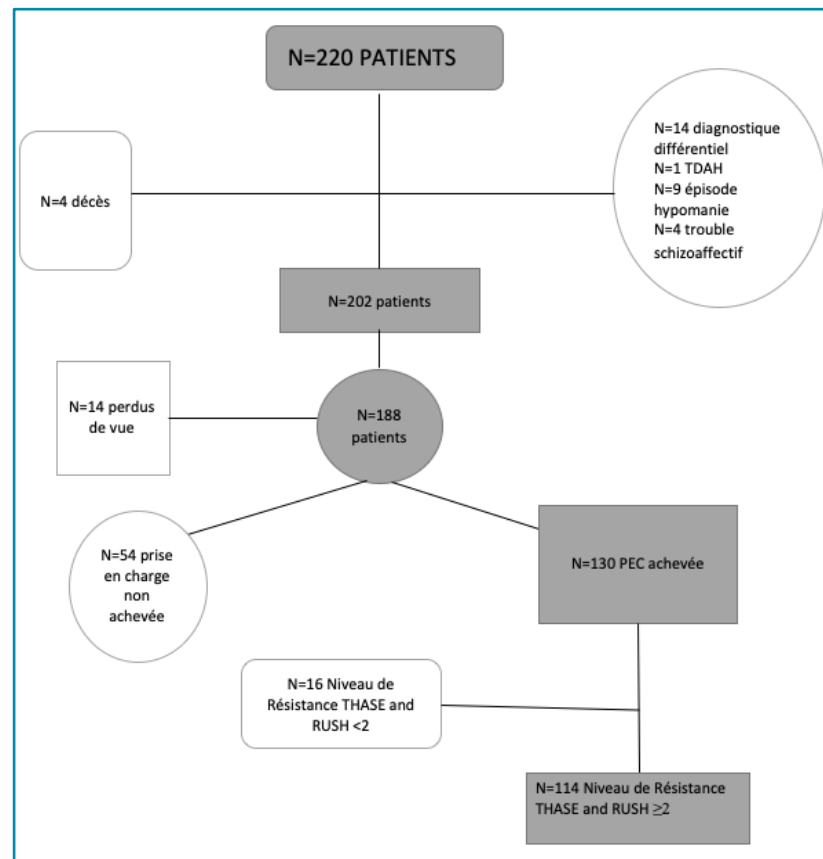 N=220 PATIENTS
N=4 décès
N=14 diagnostique
différentiel
N=1 TDAH
N=9 épisode
hypomanie
N=4 trouble
schizoaffectif
N=202 patients
N=14 perdus
de vue
N=188
patients
N=54 prise
en charge
non
achevée
N=130 PEC achevée
N=16 Niveau de
Résistance THASE and
RUSH <2
N=114 Niveau de Résistance
THASE and RUSH ≥2